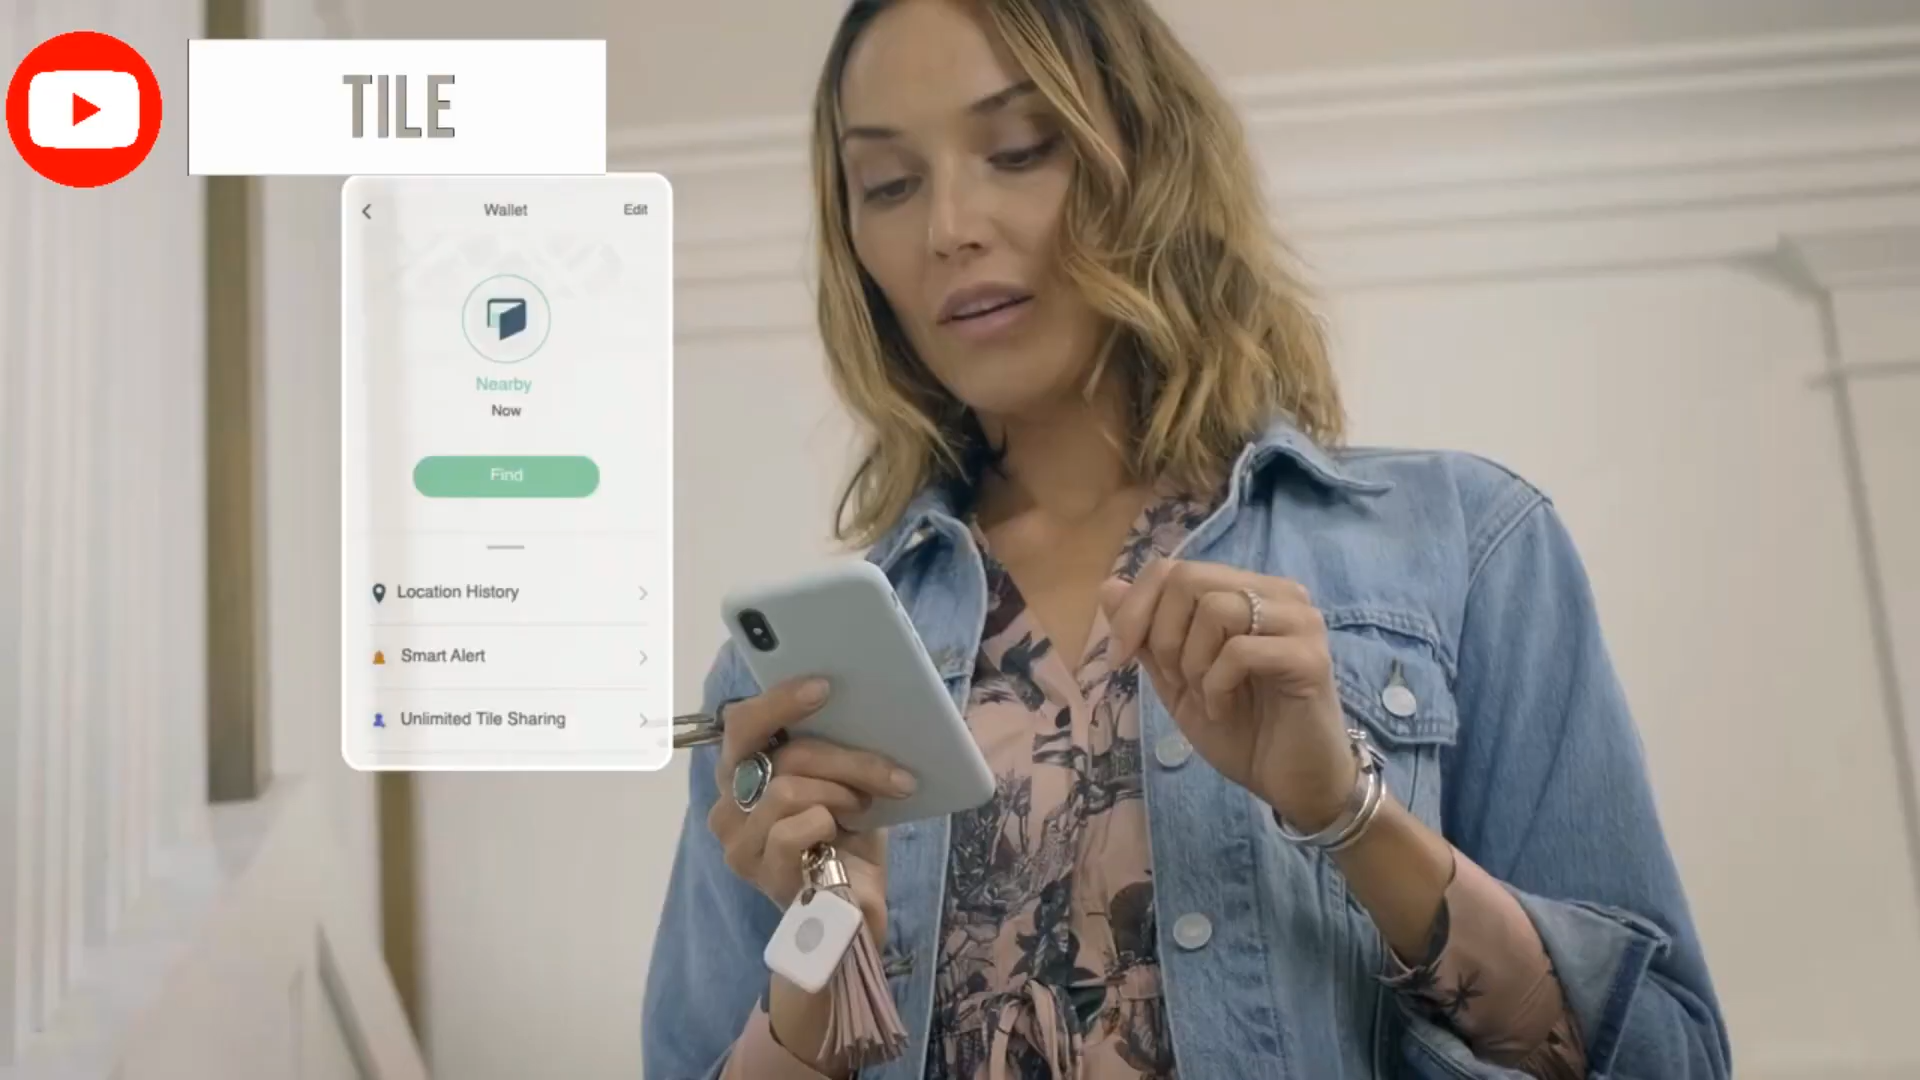 TILE
Wallet
Edit
Nearby
Now
Find
Location History
Smart Alert
Unlimited Tile Sharing